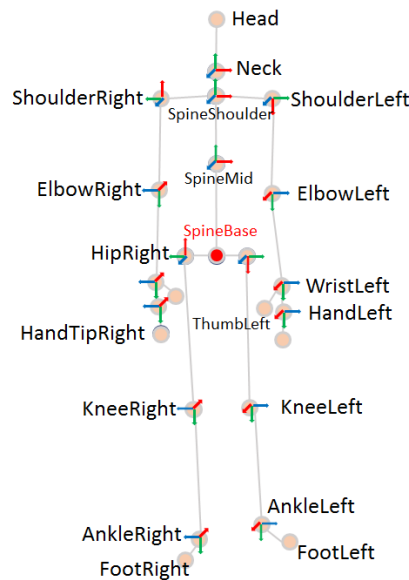 Head
Neck
ShoulderRight
ShoulderLeft
SpineShoulder
SpineMid
ElbowRight
ElbowLeft
SpineBase
HipRight
WristLeft
HandLeft
ThumbLeft
HandTipRight
KneeRight
KneeLeft
AnkleLeft
AnkleRight
FootLeft
FootRight